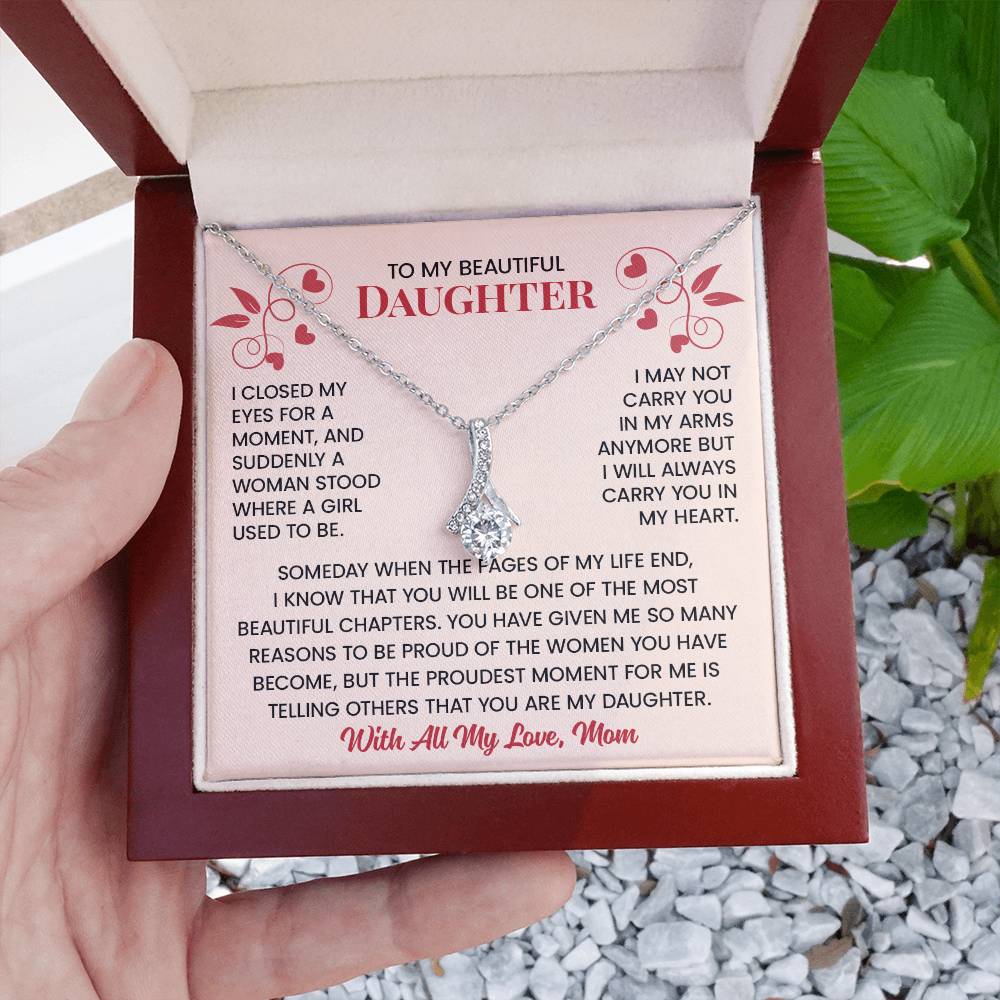 TO MY BEAUTIFUL
DAUGHTER
I CLOSED MY
EYES FOR A
MOMENT, AND
SUDDENLY A
WOMAN STOOD
WHERE A GIRL
USED TO BE.
I MAY NOT
CARRY YOU
IN MY ARMS
ANYMORE BUT
I WILL ALWAYS
CARRY YOU IN
MY HEART.
SOMEDAY WHEN THE PAGES OF MY LIFE END,
I KNOW THAT YOU WILL BE ONE OF THE MOST
BEAUTIFUL CHAPTERS. YOU HAVE GIVEN ME SO MANY
REASONS TO BE PROUD OF THE WOMEN YOU HAVE
BECOME, BUT THE PROUDEST MOMENT FOR ME IS
TELLING OTHERS THAT YOU ARE MY DAUGHTER.
With All My Love, Mom